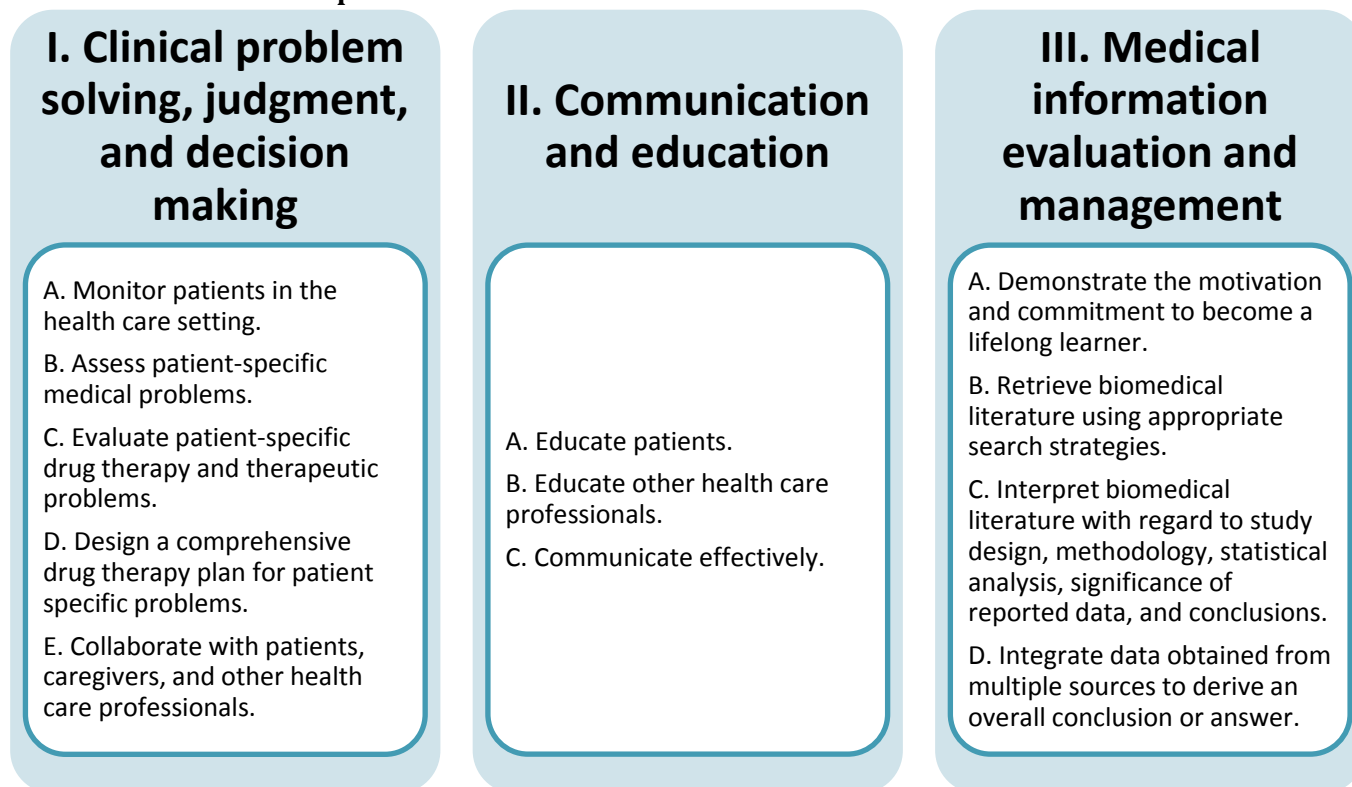 I. Clinical problem
solving, judgment,
and decision
making
A. Monitor patients in the
health care setting.
B. Assess patient-specific
medical problems.
C. Evaluate patient-specific
drug therapy and therapeutic
problems.
D. Design a comprehensive
drug therapy plan for patient
specific problems.
E. Collaborate with patients,
caregivers, and other health
care professionals.
II. Communication
and education
A. Educate patients.
B. Educate other health care
professionals.
C. Communicate effectively.
III. Medical
information
evaluation and
management
A. Demonstrate the motivation
and commitment to become a
lifelong learner.
B. Retrieve biomedical
literature using appropriate
search strategies.
C. Interpret biomedical
literature with regard to study
design, methodology, statistical
analysis, significance of
reported data, and conclusions.
D. Integrate data obtained from
multiple sources to derive an
overall conclusion or answer.